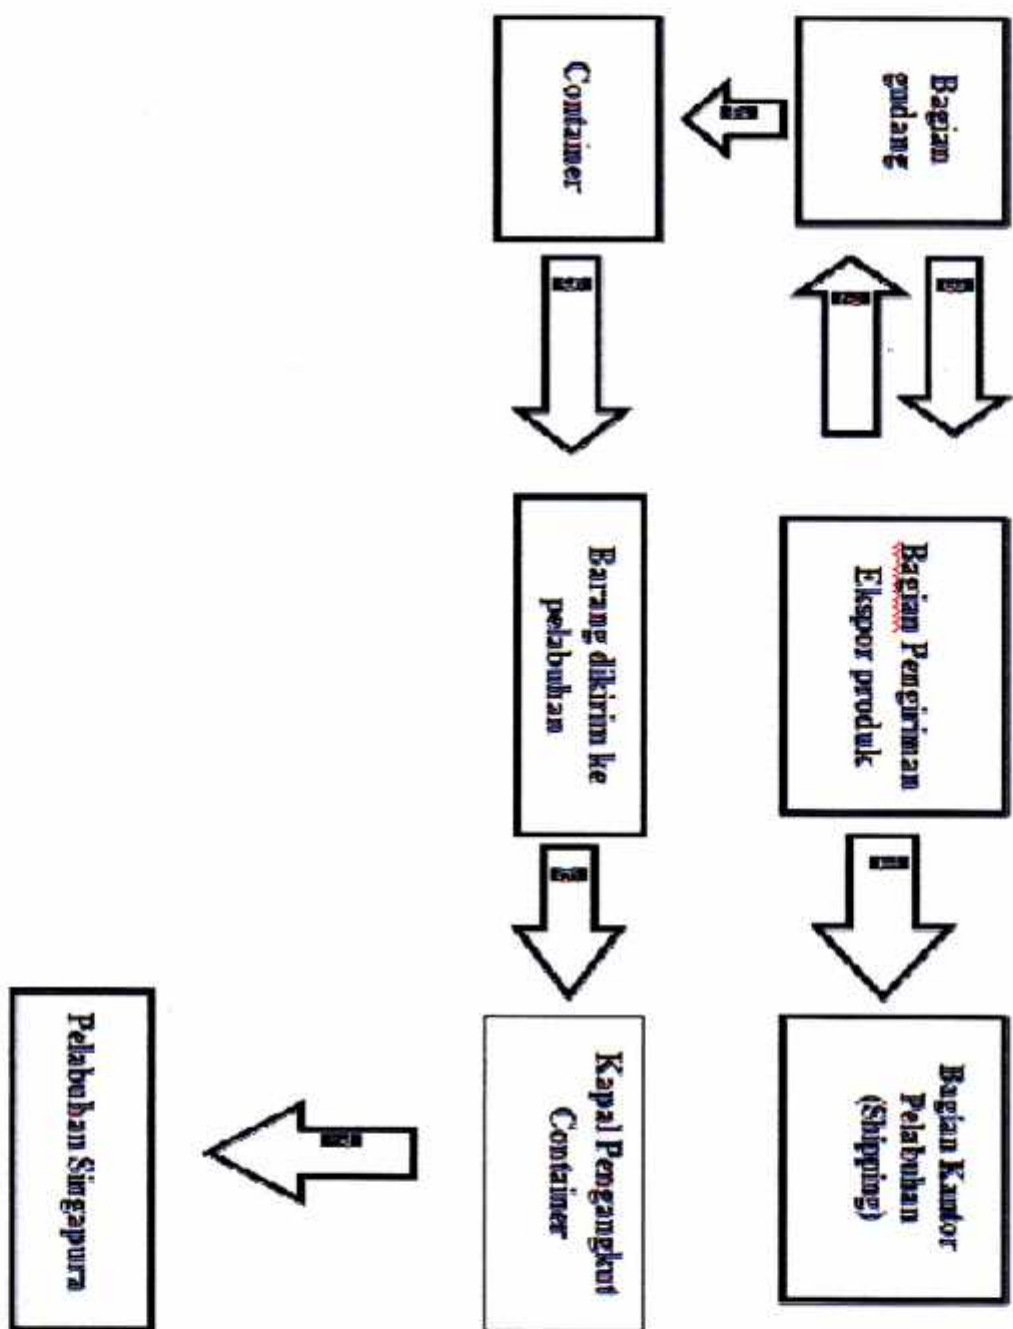 Bagian
gudang
Bagian Pengiriman
Ekspor produk
Bagian Kantor
Pelabuhan
(Shipping)
Container
Barang dikirim ke
pelabuhan
Kapal Pengangkut
Container
Pelabuhan Singapura